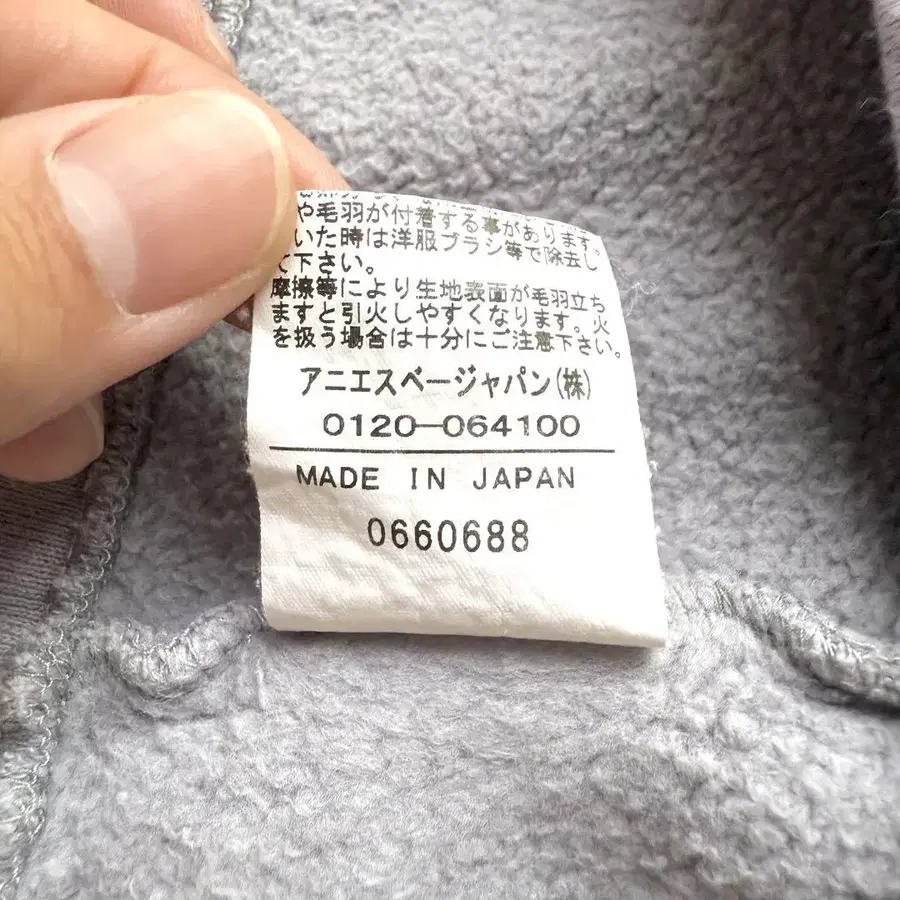 や毛羽が付着する事があります。
いた時は洋服ブラシ等で除去し
て下さい。
摩擦等により生地表面が毛羽立ち
ますと引火しやすくなります。火
を扱う場合は十分にご注意下さい。
アニエスベージャパン(株)
0120-064100
MADE IN JAPAN
0660688